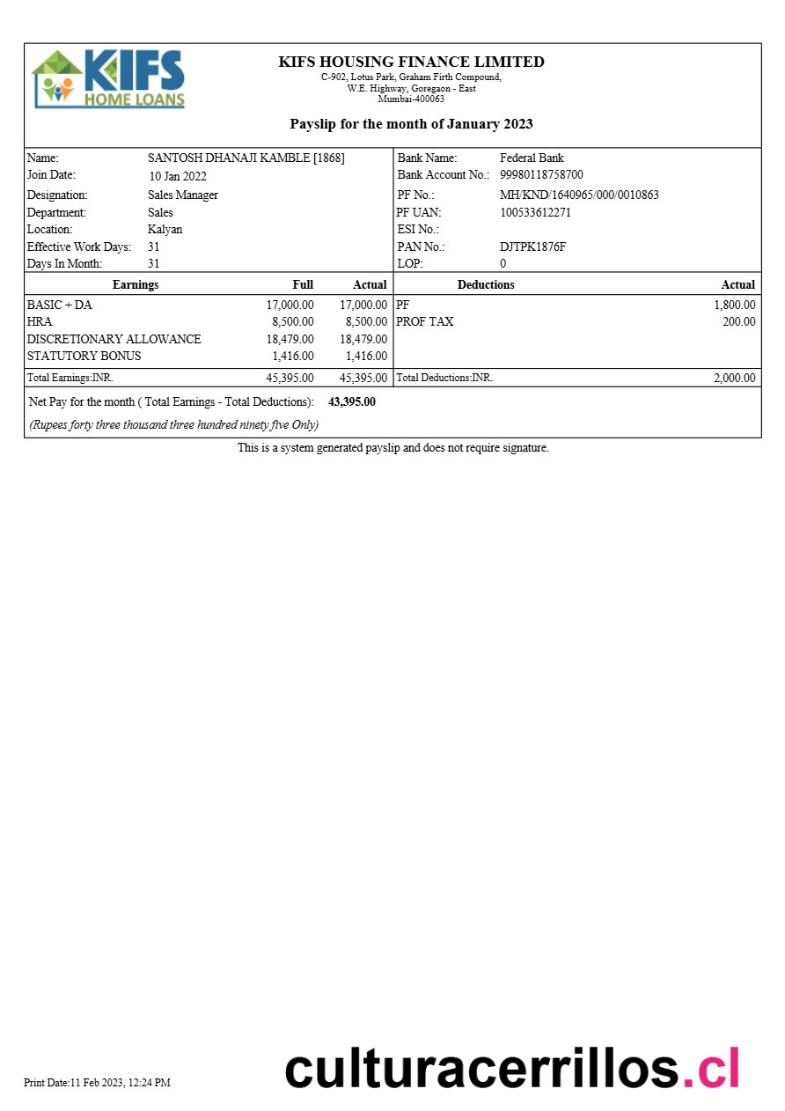 KIFS
HOME LOANS
KIFS HOUSING FINANCE LIMITED
C-902, Lotus Park, Graham Firth Compound,
W.E. Highway, Goregaon - East
Mumbai-400063
Payslip for the month of January 2023
Name: SANTOSH DHANAJI KAMBLE [1868] Bank Name: Federal Bank
Join Date: 10 Jan 2022 Bank Account No.: 99980118758700
Designation: Sales Manager PF No.: MH/KND/1640965/000/0010863
Department: Sales PF UAN: 100533612271
Location: Kalyan ESI No.:
Effective Work Days: 31 PAN No.: DJTPK1876F
Days In Month: 31 LOP: 0
Earnings Full Actual Deductions Actual
BASIC + DA 17,000.00 17,000.00 PF 1,800.00
HRA 8,500.00 8,500.00 PROF TAX 200.00
DISCRETIONARY ALLOWANCE 18,479.00 18,479.00
STATUTORY BONUS 1,416.00 1,416.00
Total Earnings:INR. 45,395.00 45,395.00 Total Deductions:INR. 2,000.00
Net Pay for the month ( Total Earnings - Total Deductions): 43,395.00
(Rupees forty three thousand three hundred ninety five Only)
This is a system generated payslip and does not require signature.
Print Date:11 Feb 2023, 12:24 PM
culturacerrillos.cl